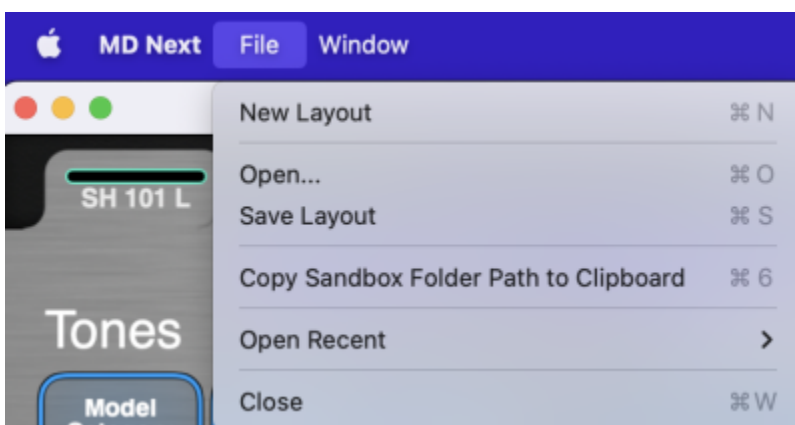 MD Next File Window
New Layout ⌘ N
Open... ⌘ O
Save Layout ⌘ S
SH 101 L
Copy Sandbox Folder Path to Clipboard ⌘ 6
Tones
Open Recent
Close ⌘ W
Model